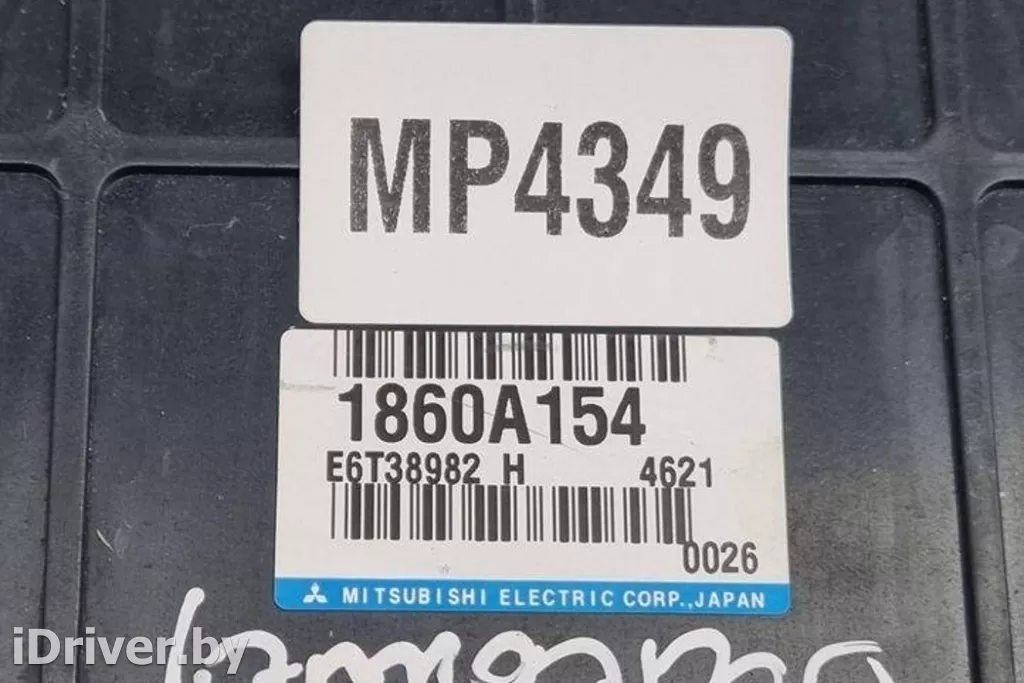 MP4349
1860A154
E6T38982 H 4621
0026
MITSUBISHI ELECTRIC CORP.,JAPAN
iDriver.by